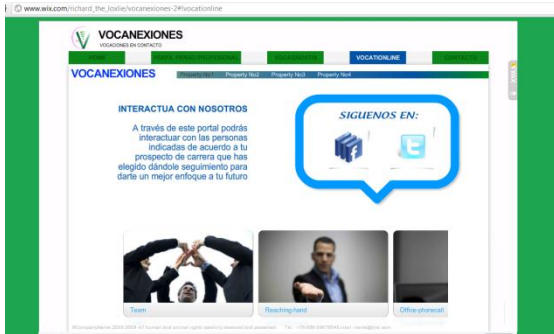 www.wix.com/richard_the_loxlie/vocanexiones-2#!vocationline
VOCANEXIONES
VOCACIONES EN CONTACTO
HOME
VOCATIONLINE
CONTACTO
VOCANEXIONES
Property No1 Property No2 Property No3 Property No4
INTERACTUA CON NOSOTROS
A través de este portal podrás
interactuar con las personas
indicadas de acuerdo a tu
prospecto de carrera que has
elegido dándole seguimiento para
darte un mejor enfoque a tu futuro
SIGUENOS EN:
f
t
Team
Reaching-hand
Office-phonecall